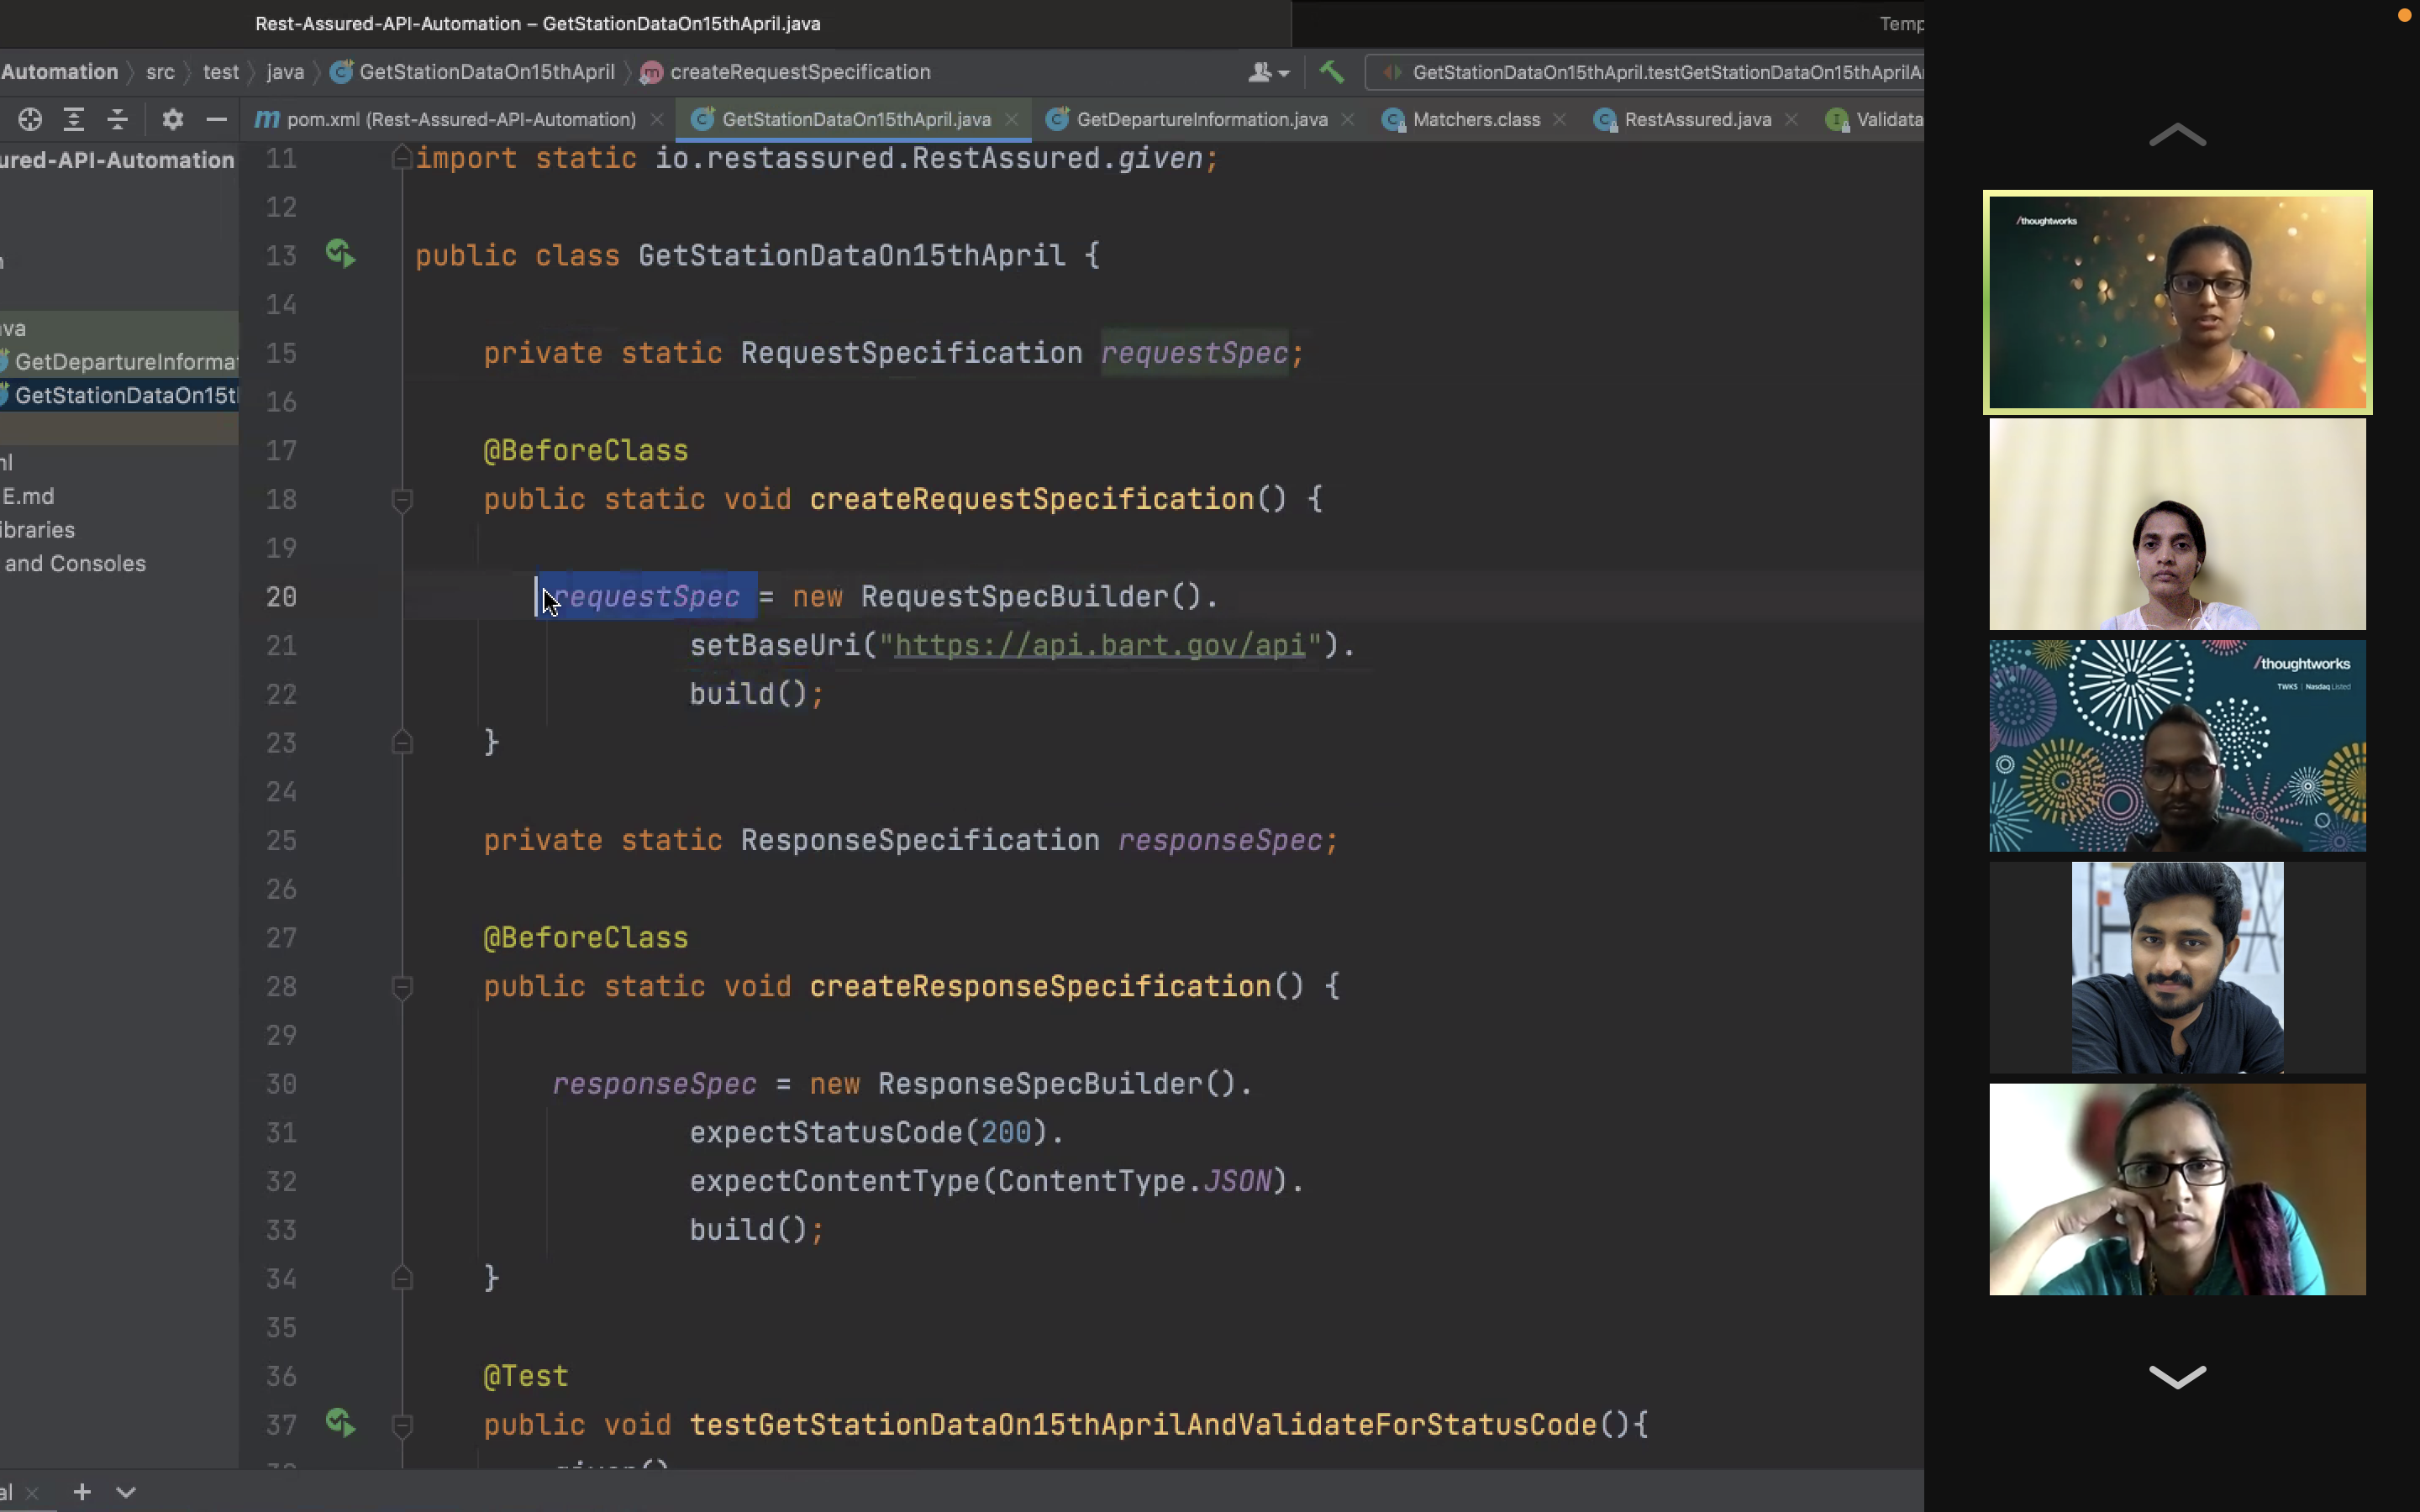 Rest-Assured-API-Automation – GetStationDataOn15thApril.java
Temp
Automation src test java GetStationDataOn15thApril createRequestSpecification
GetStationDataOn15thApril.testGetStationDataOn15thAprilA
pom.xml (Rest-Assured-API-Automation) GetStationDataOn15thApril.java GetDepartureInformation.java Matchers.class RestAssured.java Validata
ured-API-Automation
va
GetDepartureInformat
GetStationDataOn15t
E.md
ibraries
and Consoles
11 import static io.restassured.RestAssured.given;
12
13 public class GetStationDataOn15thApril {
14
15 private static RequestSpecification requestSpec;
16
17 @BeforeClass
18 public static void createRequestSpecification() {
19
20 requestSpec = new RequestSpecBuilder().
21 setBaseUri("https://api.bart.gov/api").
22 build();
23 }
24
25 private static ResponseSpecification responseSpec;
26
27 @BeforeClass
28 public static void createResponseSpecification() {
29
30 responseSpec = new ResponseSpecBuilder().
31 expectStatusCode(200).
32 expectContentType(ContentType.JSON).
33 build();
34 }
35
36 @Test
37 public void testGetStationDataOn15thAprilAndValidateForStatusCode(){
/thoughtworks
/thoughtworks
TWKS | Nasdaq Listed